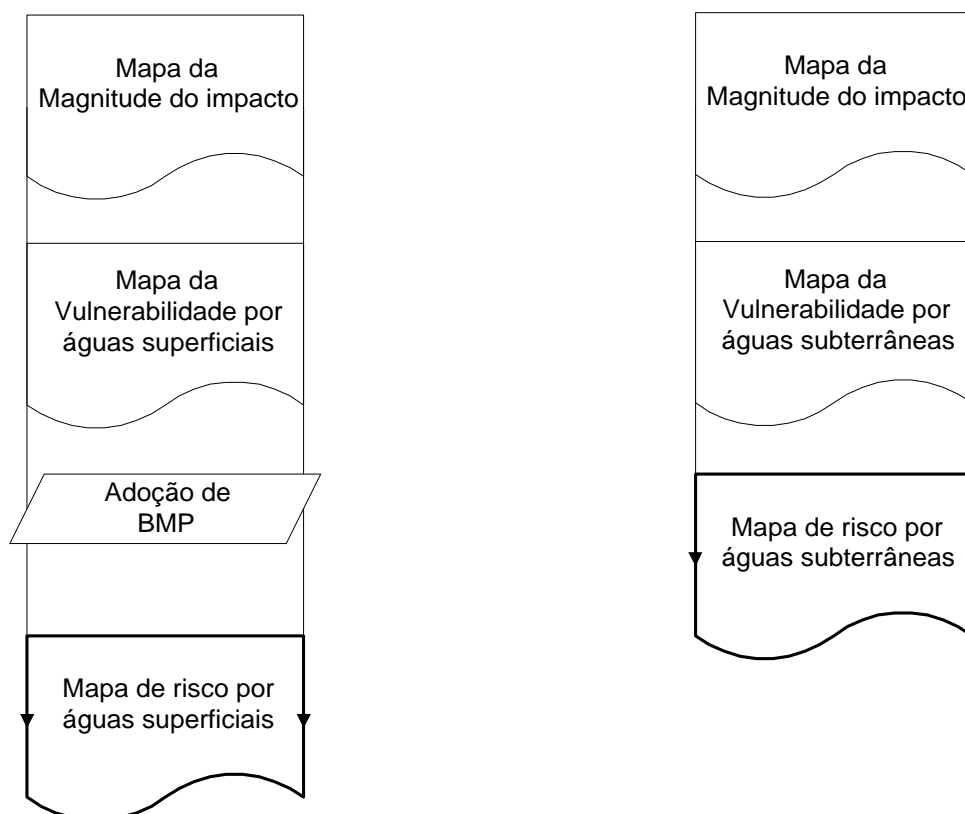 Mapa da
Magnitude do impacto
Mapa da
Vulnerabilidade por
águas superficiais
Adoção de
BMP
Mapa de risco por
águas superficiais
Mapa da
Magnitude do impacto
Mapa da
Vulnerabilidade por
águas subterrâneas
Mapa de risco por
águas subterrâneas